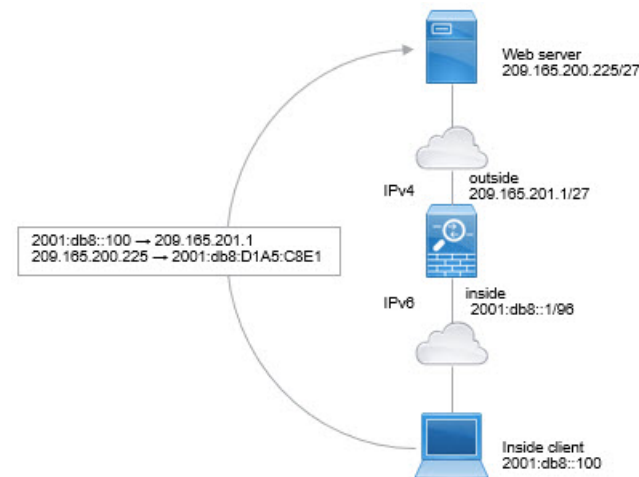 Web server
209.165.200.225/27
outside
209.165.201.1/27
IPv4
2001:db8::100 → 209.165.201.1
209.165.200.225 → 2001:db8:D1A5:C8E1
IPv6
inside
2001:db8::1/96
Inside client
2001:db8::100